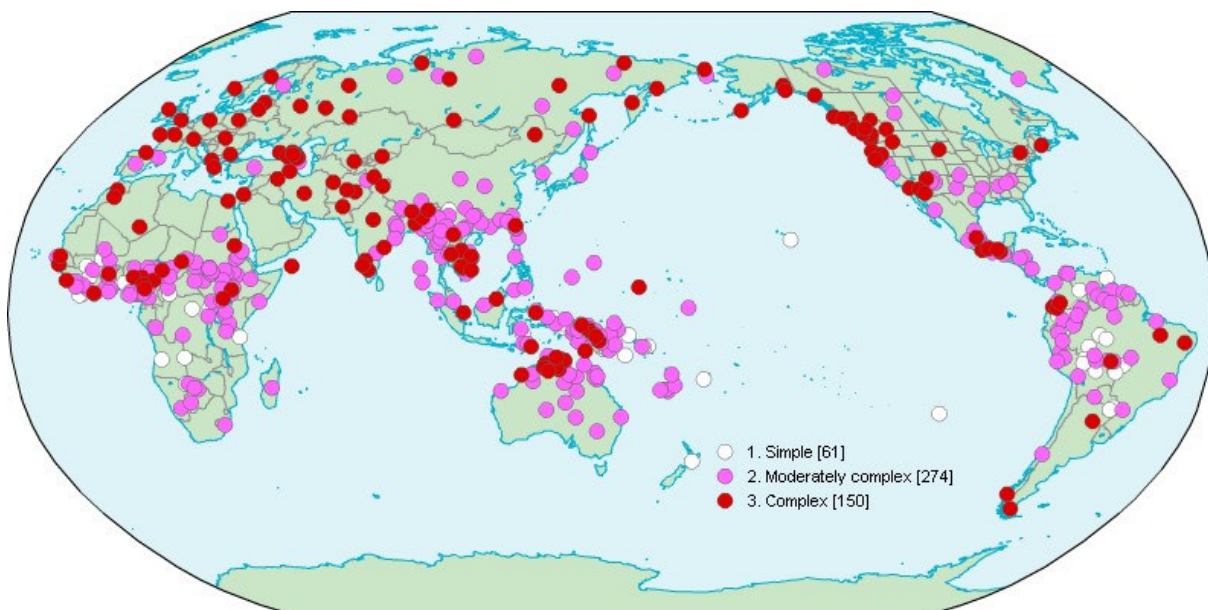 1. Simple [61]
2. Moderately complex [274]
3. Complex [150]